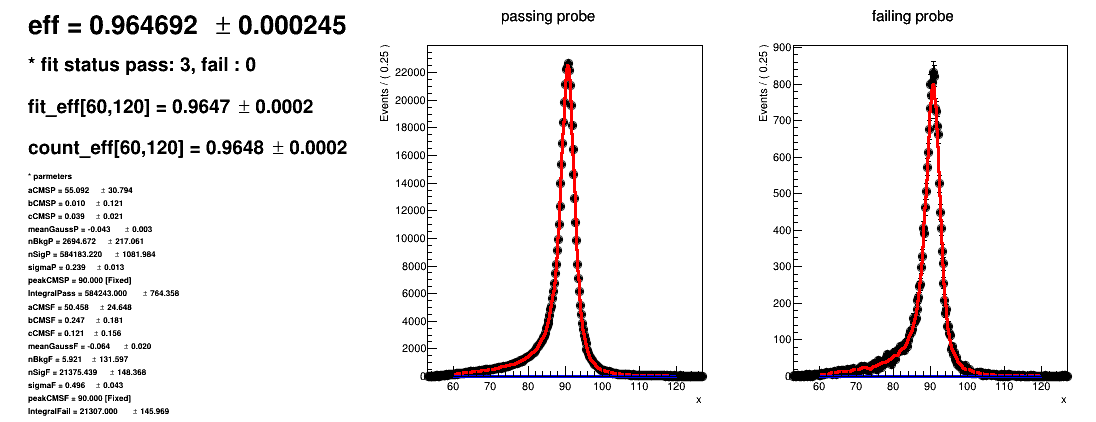 eff = 0.964692 ± 0.000245
* fit status pass: 3, fail : 0
fit_eff[60,120] = 0.9647 ± 0.0002
count_eff[60,120] = 0.9648 ± 0.0002
* parmeters
aCMSP = 55.092 ± 30.794
bCMSP = 0.010 ± 0.121
cCMSP = 0.039 ± 0.021
meanGaussP = -0.043 ± 0.003
nBkgP = 2694.672 ± 217.061
nSigP = 584183.220 ± 1081.984
sigmaP = 0.239 ± 0.013
peakCMSP = 90.000 [Fixed]
IntegralPass = 584243.000 ± 764.358
aCMSF = 50.458 ± 24.648
bCMSF = 0.247 ± 0.181
cCMSF = 0.121 ± 0.156
meanGaussF = -0.064 ± 0.020
nBkgF = 5.921 ± 131.597
nSigF = 21375.439 ± 148.368
sigmaF = 0.496 ± 0.043
peakCMSF = 90.000 [Fixed]
IntegralFail = 21307.000 ± 145.969
passing probe
Events / ( 0.25 )
22000
20000
18000
16000
14000
12000
10000
8000
6000
4000
2000
0
60 70 80 90 100 110 120
x
failing probe
Events / ( 0.25 )
900
800
700
600
500
400
300
200
100
0
60 70 80 90 100 110 120
x